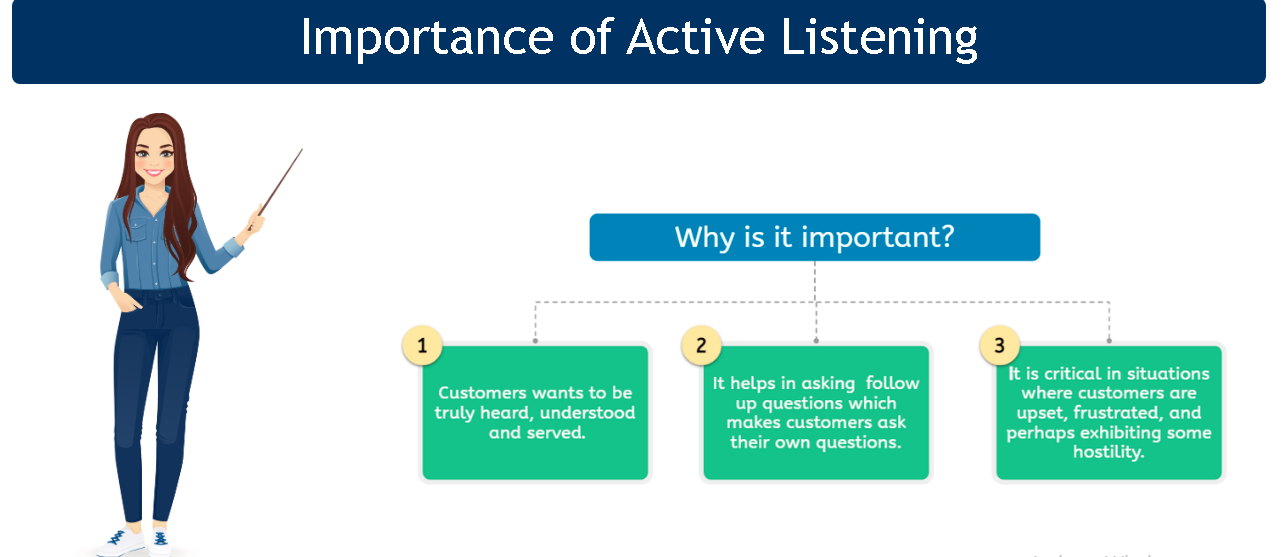 Importance of Active Listening
Why is it important?
1
Customers wants to be
truly heard, understood
and served.
2
It helps in asking follow
up questions which
makes customers ask
their own questions.
3
It is critical in situations
where customers are
upset, frustrated, and
perhaps exhibiting some
hostility.